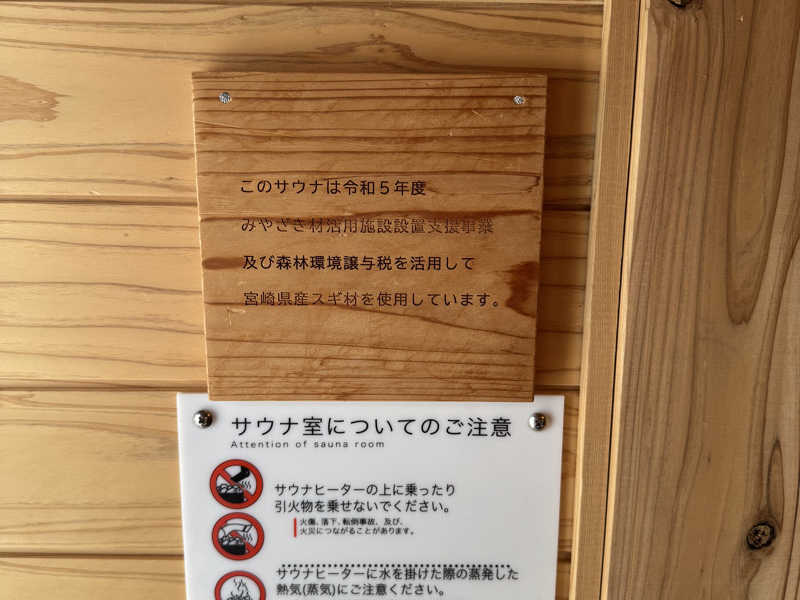 このサウナは令和５年度
みやざき材活用施設設置支援事業
及び森林環境譲与税を活用して
宮崎県産スギ材を使用しています。
サウナ室についてのご注意
Attention of sauna room
サウナヒーターの上に乗ったり
引火物を乗せないでください。
火傷、落下、転倒事故、及び、
火災につながることがあります。
サウナヒーターに水を掛けた際の蒸発した
熱気(蒸気)にご注意ください。